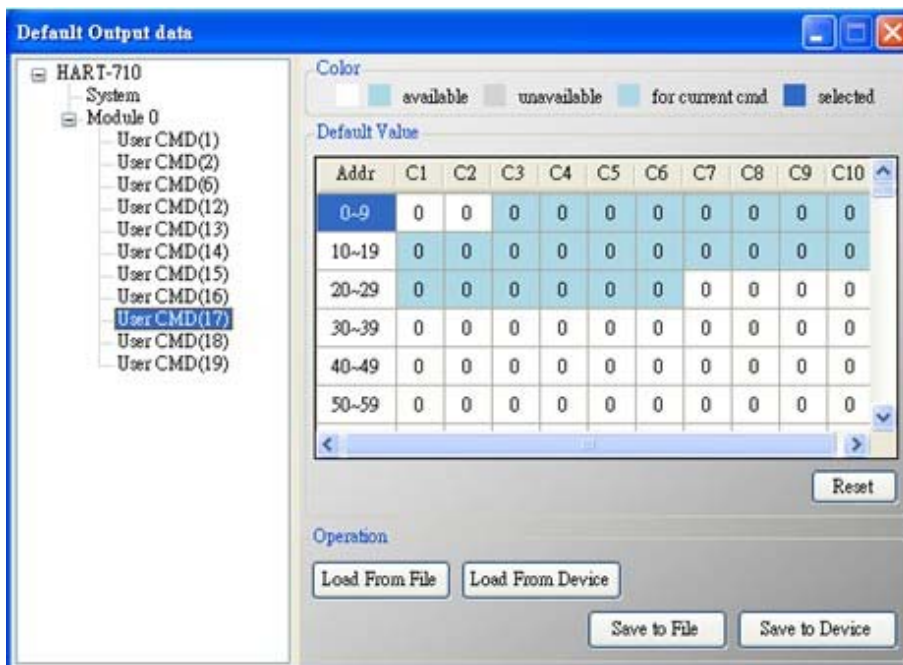 Default Output data
HART-710
System
Module 0
User CMD(1)
User CMD(2)
User CMD(6)
User CMD(12)
User CMD(13)
User CMD(14)
User CMD(15)
User CMD(16)
User CMD(17)
User CMD(18)
User CMD(19)
Color
available unavailable for current cmd selected
Default Value
Addr C1 C2 C3 C4 C5 C6 C7 C8 C9 C10
0~9 0 0 0 0 0 0 0 0 0 0
10~19 0 0 0 0 0 0 0 0 0 0
20~29 0 0 0 0 0 0 0 0 0 0
30~39 0 0 0 0 0 0 0 0 0 0
40~49 0 0 0 0 0 0 0 0 0 0
50~59 0 0 0 0 0 0 0 0 0 0
Reset
Operation
Load From File Load From Device
Save to File Save to Device